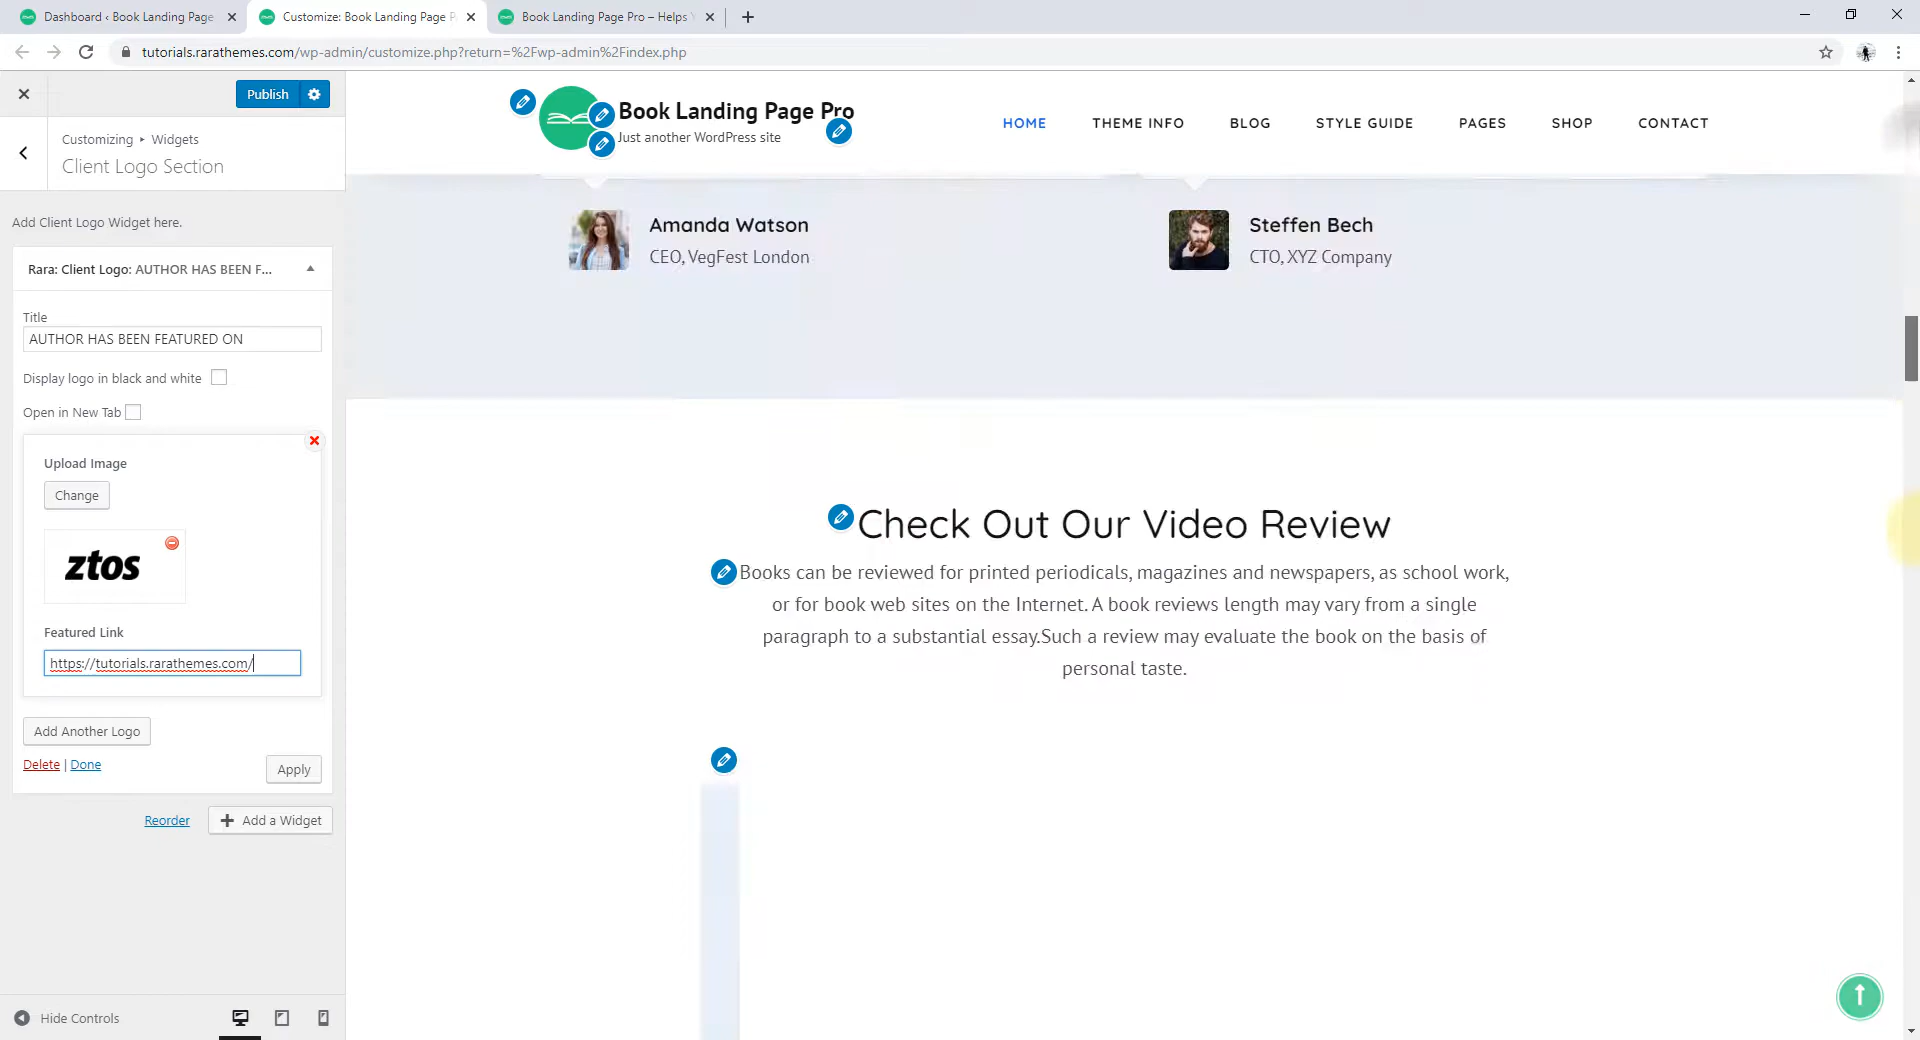 Dashboard ‹ Book Landing Page
Customize: Book Landing Page P
Book Landing Page Pro – Helps Y
tutorials.rarathemes.com/wp-admin/customize.php?return=%2Fwp-admin%2Findex.php
Publish
Customizing ▸ Widgets
Client Logo Section
Add Client Logo Widget here.
Rara: Client Logo: AUTHOR HAS BEEN F...
Title
AUTHOR HAS BEEN FEATURED ON
Display logo in black and white
Open in New Tab
Upload Image
Change
ztos
Featured Link
https://tutorials.rarathemes.com/
Add Another Logo
Delete | Done
Apply
Reorder
Add a Widget
Hide Controls
Book Landing Page Pro
Just another WordPress site
HOME THEME INFO BLOG STYLE GUIDE PAGES SHOP CONTACT
Amanda Watson
CEO, VegFest London
Steffen Bech
CTO, XYZ Company
Check Out Our Video Review
Books can be reviewed for printed periodicals, magazines and newspapers, as school work,
or for book web sites on the Internet. A book reviews length may vary from a single
paragraph to a substantial essay.Such a review may evaluate the book on the basis of
personal taste.